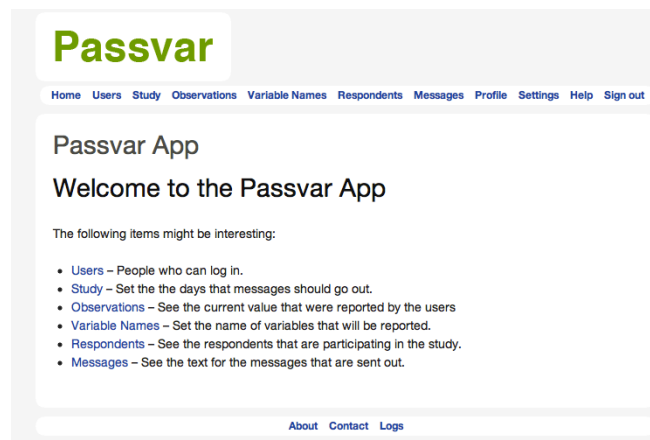 Passvar
Home Users Study Observations Variable Names Respondents Messages Profile Settings Help Sign out
Passvar App
Welcome to the Passvar App
The following items might be interesting:
• Users – People who can log in.
• Study – Set the the days that messages should go out.
• Observations – See the current value that were reported by the users
• Variable Names – Set the name of variables that will be reported.
• Respondents – See the respondents that are participating in the study.
• Messages – See the text for the messages that are sent out.
About Contact Logs